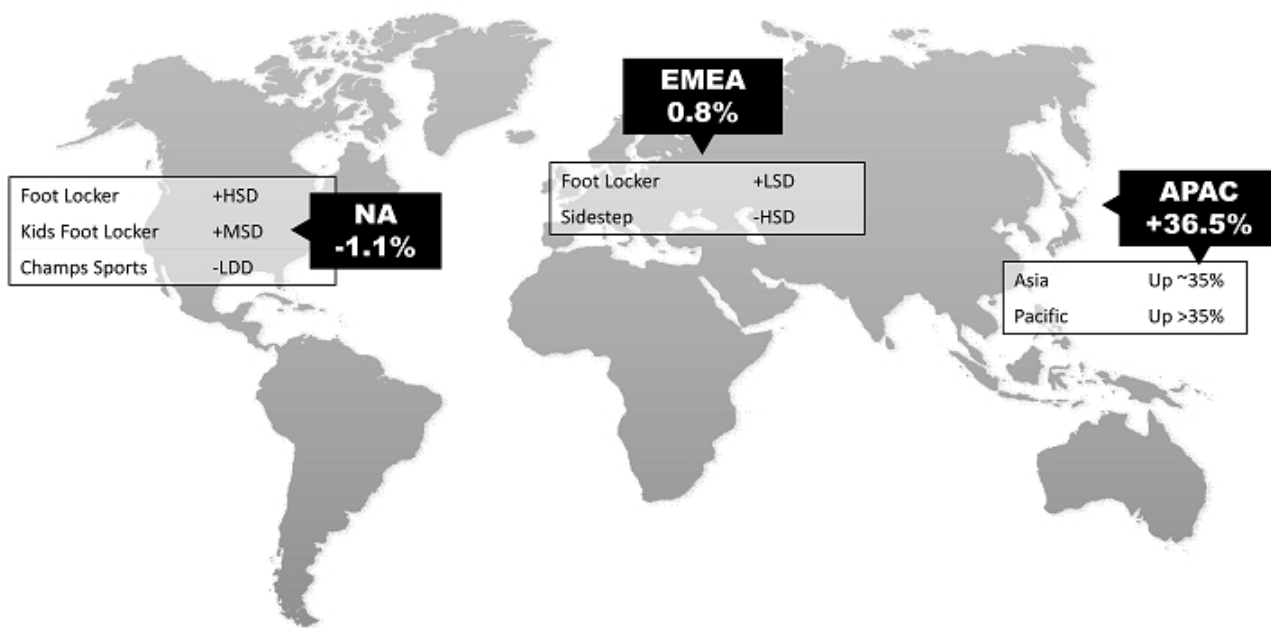 EMEA
0.8%
Foot Locker +LSD
Sidestep -HSD
Foot Locker +HSD
Kids Foot Locker +MSD
Champs Sports -LDD
NA
-1.1%
APAC
+36.5%
Asia Up ~35%
Pacific Up >35%